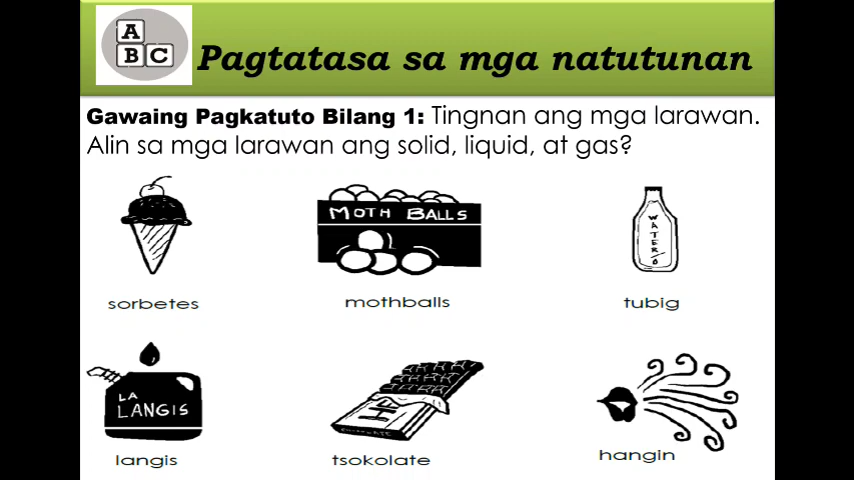 A
B C
Pagtatasa sa mga natutunan
Gawaing Pagkatuto Bilang 1: Tingnan ang mga larawan.
Alin sa mga larawan ang solid, liquid, at gas?
MOTH BALLS
WATER
sorbetes
mothballs
tubig
LA
LANGIS
langis
tsokolate
hangin